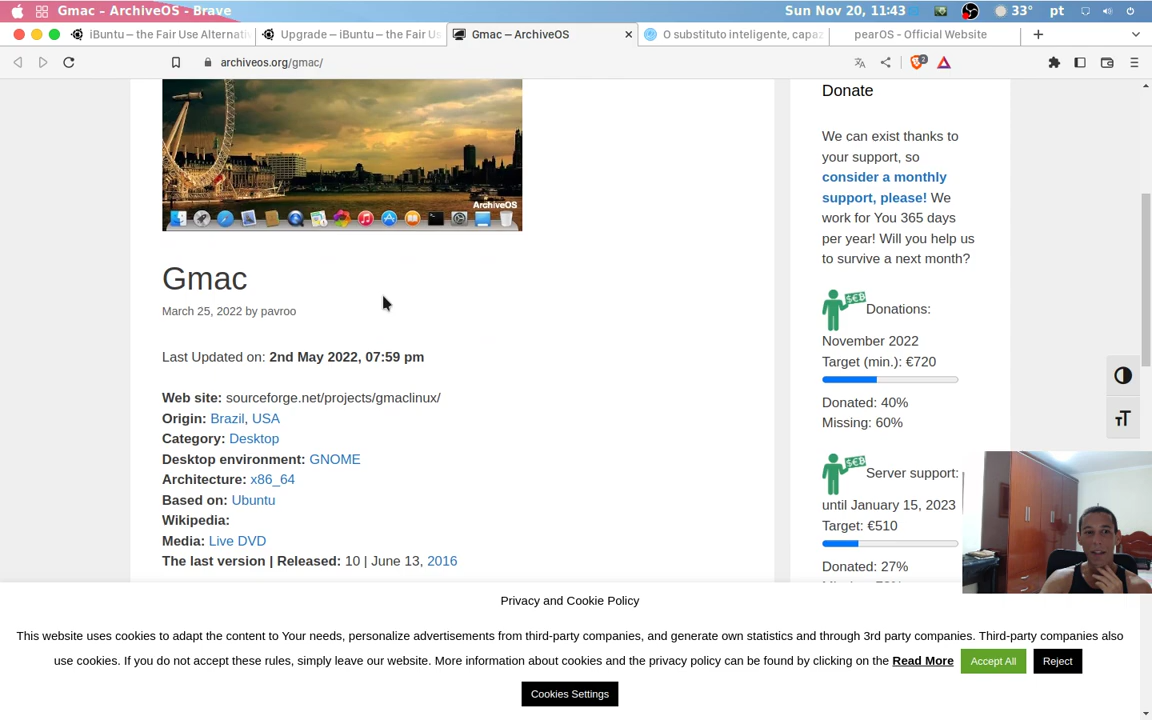 Gmac – ArchiveOS - Brave
Sun Nov 20, 11:43
33°
pt
iBuntu – the Fair Use Alternati
Upgrade – iBuntu – the Fair Us
Gmac – ArchiveOS
O substituto inteligente, capaz
pearOS - Official Website
archiveos.org/gmac/
2
ArchiveOS
Gmac
March 25, 2022 by pavroo
Last Updated on: 2nd May 2022, 07:59 pm
Web site: sourceforge.net/projects/gmaclinux/
Origin: Brazil, USA
Category: Desktop
Desktop environment: GNOME
Architecture: x86_64
Based on: Ubuntu
Wikipedia:
Media: Live DVD
The last version | Released: 10 | June 13, 2016
Donate
We can exist thanks to
your support, so
consider a monthly
support, please! We
work for You 365 days
per year! Will you help us
to survive a next month?
Donations:
November 2022
Target (min.): €720
Donated: 40%
Missing: 60%
Server support:
until January 15, 2023
Target: €510
Donated: 27%
Privacy and Cookie Policy
This website uses cookies to adapt the content to Your needs, personalize advertisements from third-party companies, and generate own statistics and through 3rd party companies. Third-party companies also
use cookies. If you do not accept these rules, simply leave our website. More information about cookies and the privacy policy can be found by clicking on the Read More
Accept All
Reject
Cookies Settings